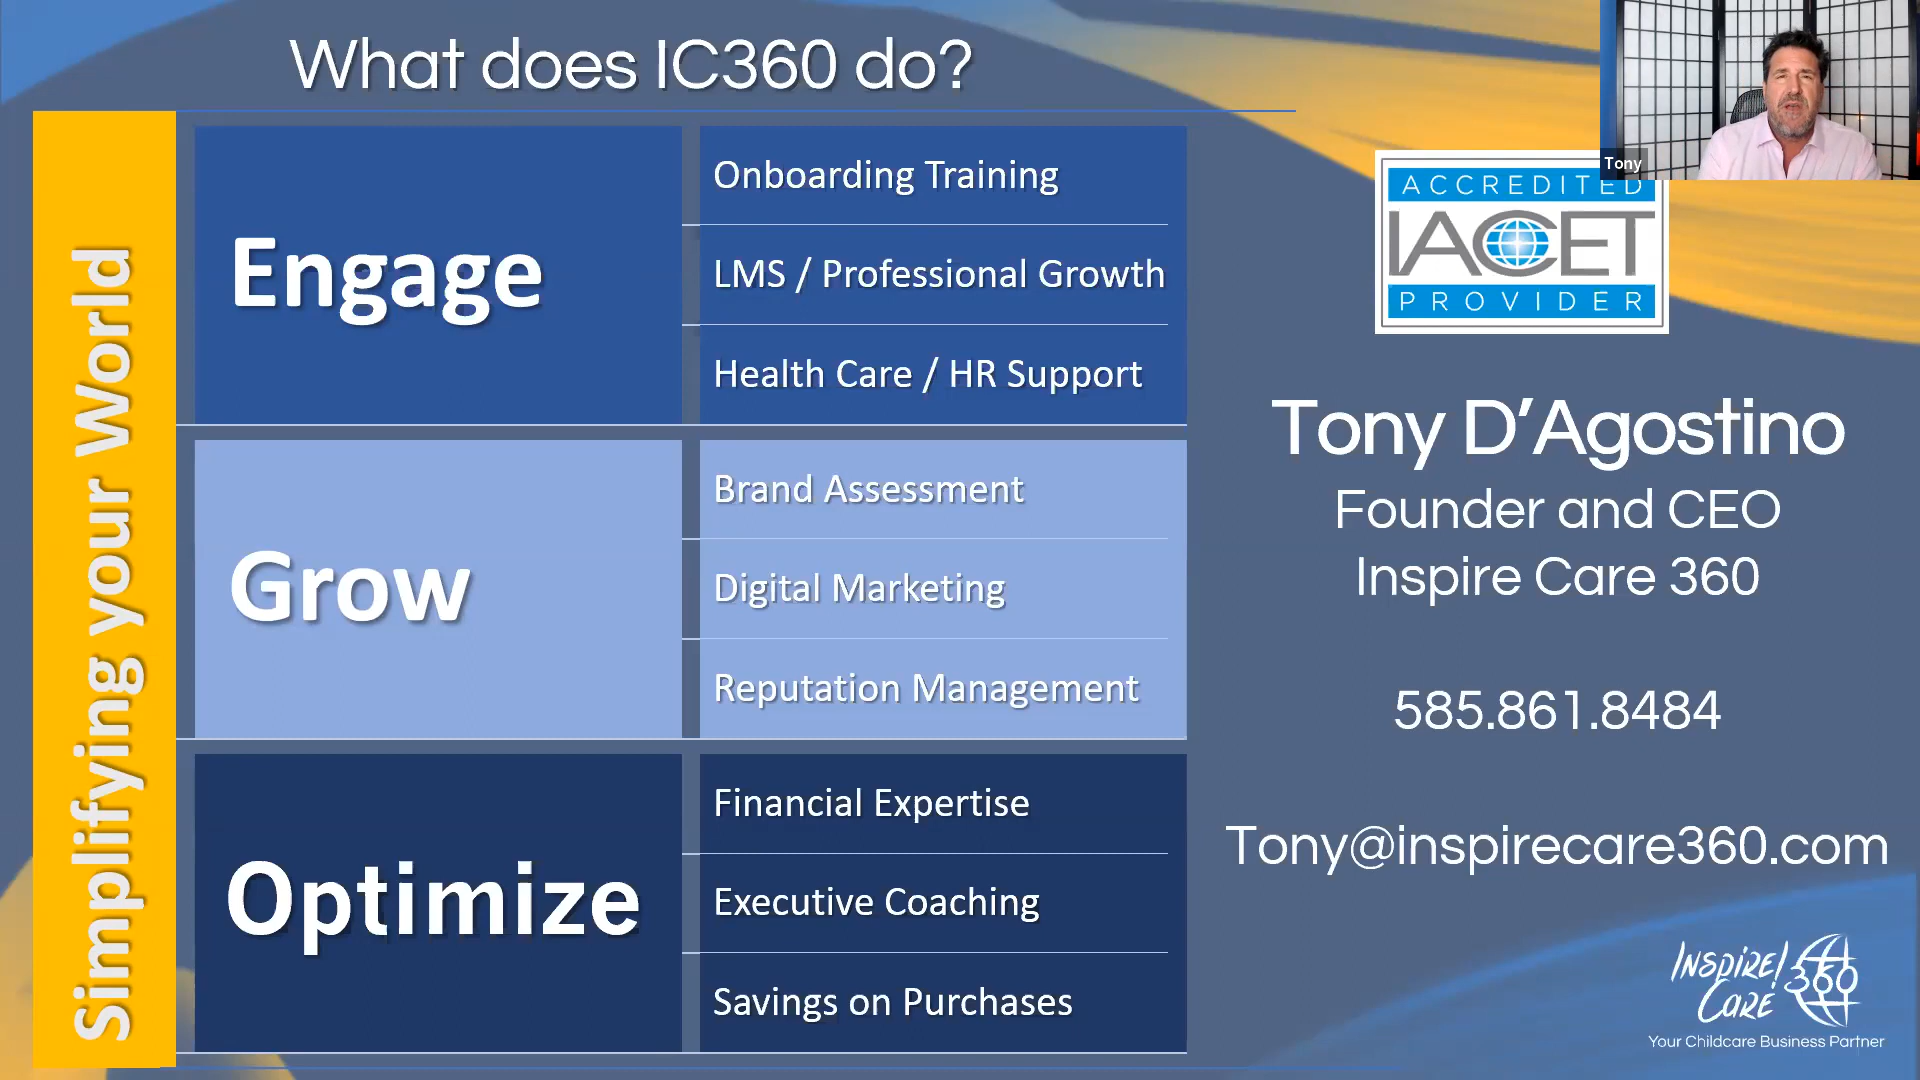 What does IC360 do?
Simplifying your World
Engage
Onboarding Training
LMS / Professional Growth
Health Care / HR Support
Grow
Brand Assessment
Digital Marketing
Reputation Management
Optimize
Financial Expertise
Executive Coaching
Savings on Purchases
Tony
ACCREDITED
IACET
PROVIDER
Tony D’Agostino
Founder and CEO
Inspire Care 360
585.861.8484
Tony@inspirecare360.com
INSPIRE! 360
CARE
Your Childcare Business Partner